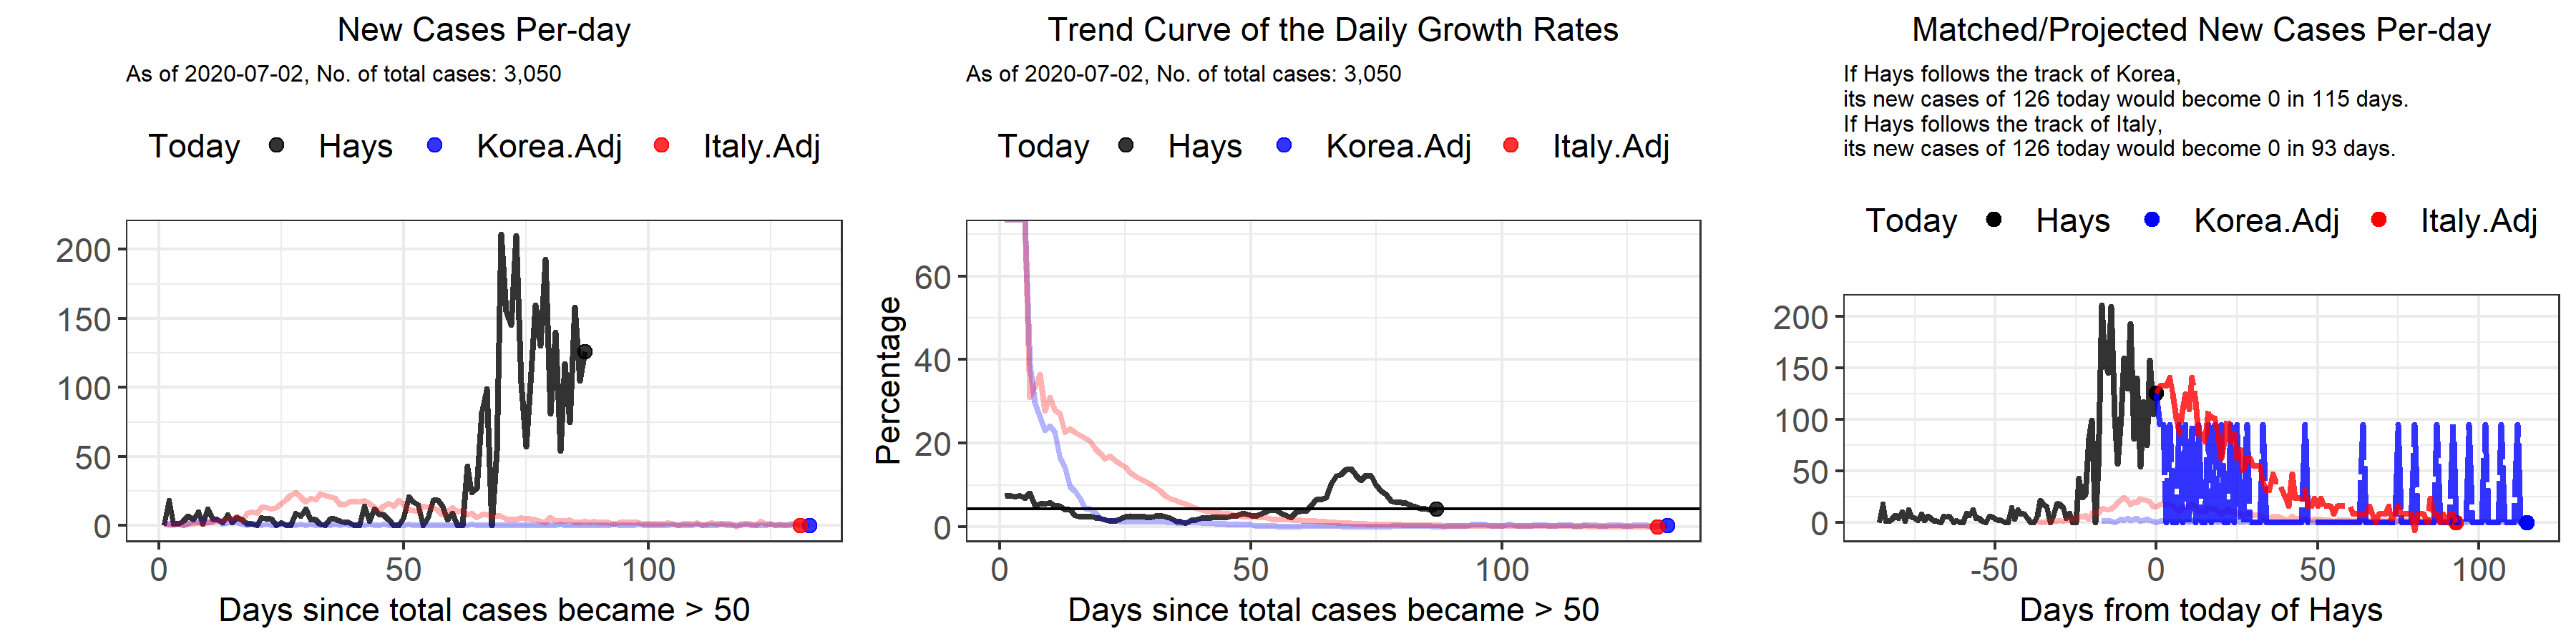 New Cases Per-day
As of 2020-07-02, No. of total cases: 3,050
Today Hays Korea.Adj Italy.Adj
200
150
100
50
0
0 50 100
Days since total cases became > 50
Trend Curve of the Daily Growth Rates
As of 2020-07-02, No. of total cases: 3,050
Today Hays Korea.Adj Italy.Adj
Percentage
60
40
20
0
0 50 100
Days since total cases became > 50
Matched/Projected New Cases Per-day
If Hays follows the track of Korea,
its new cases of 126 today would become 0 in 115 days.
If Hays follows the track of Italy,
its new cases of 126 today would become 0 in 93 days.
Today Hays Korea.Adj Italy.Adj
200
150
100
50
0
-50 0 50 100
Days from today of Hays